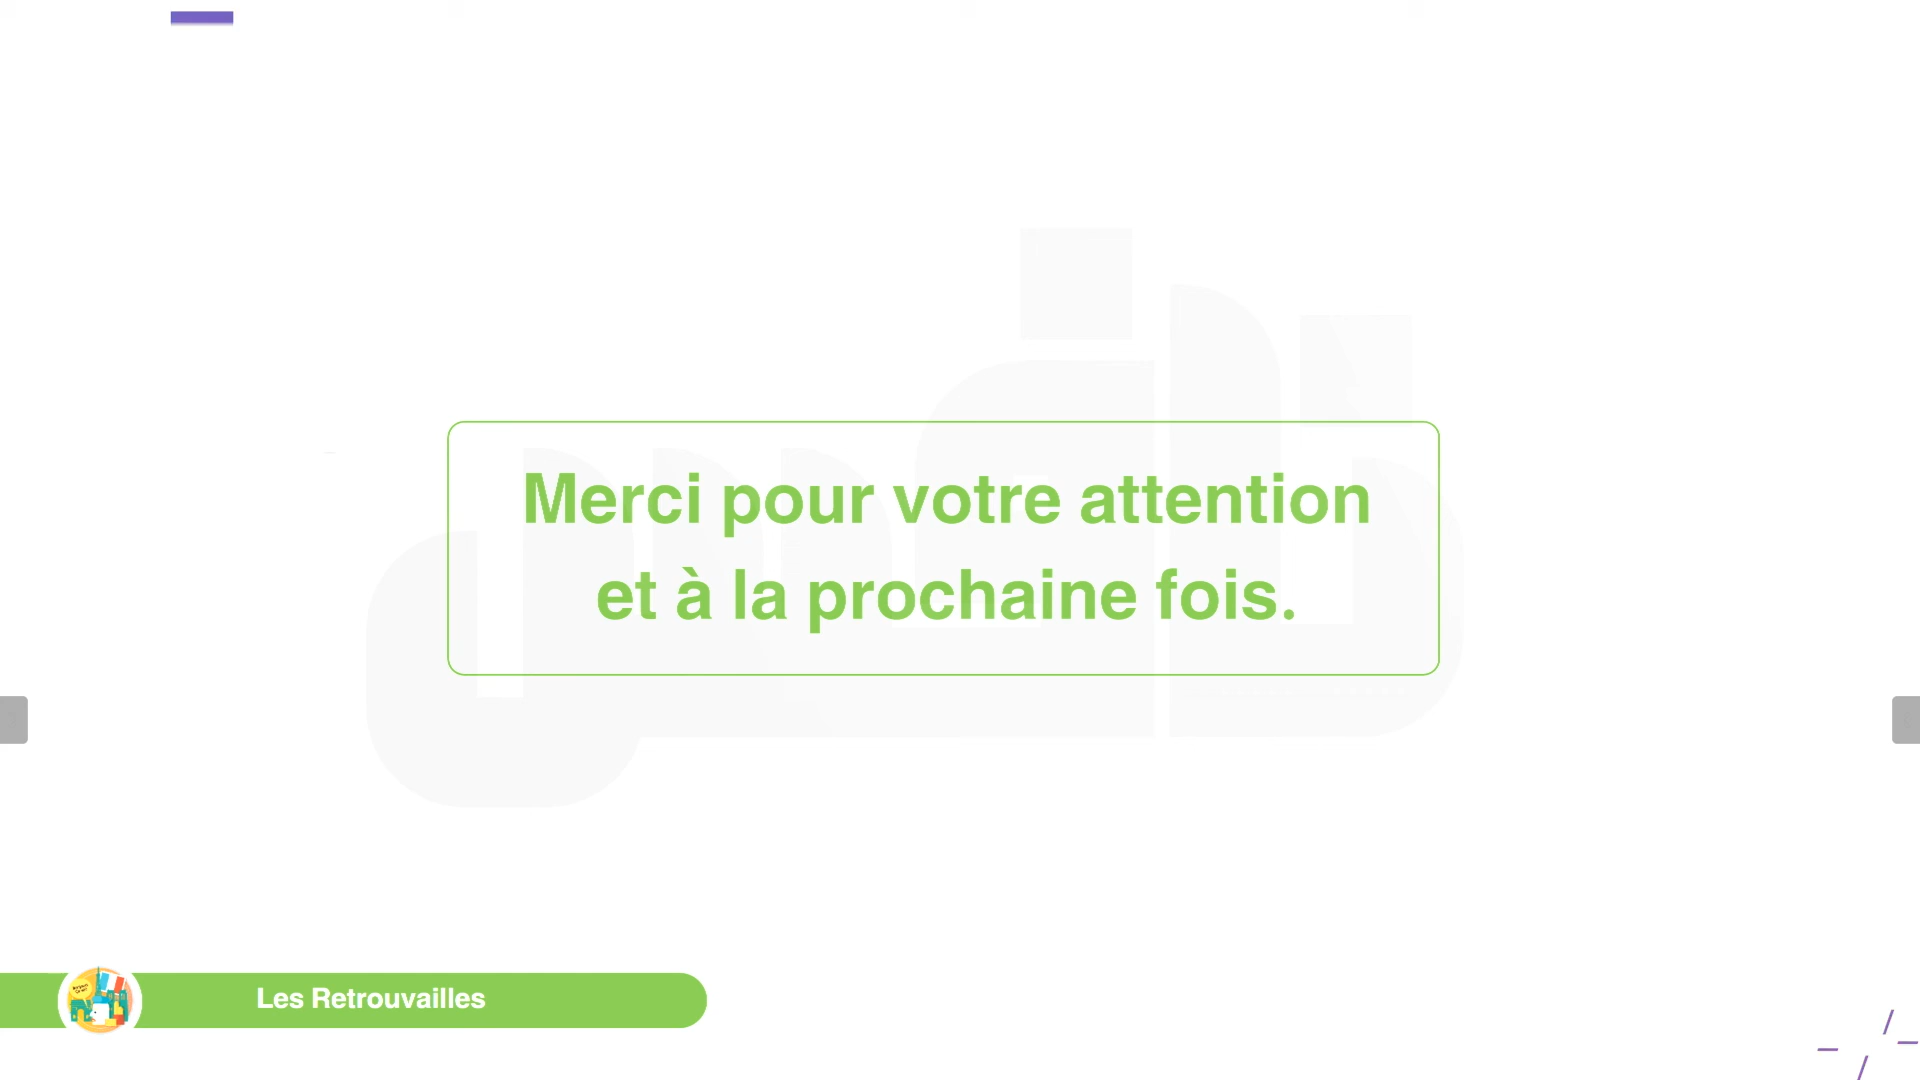 Merci pour votre attention
et à la prochaine fois.
Les Retrouvailles